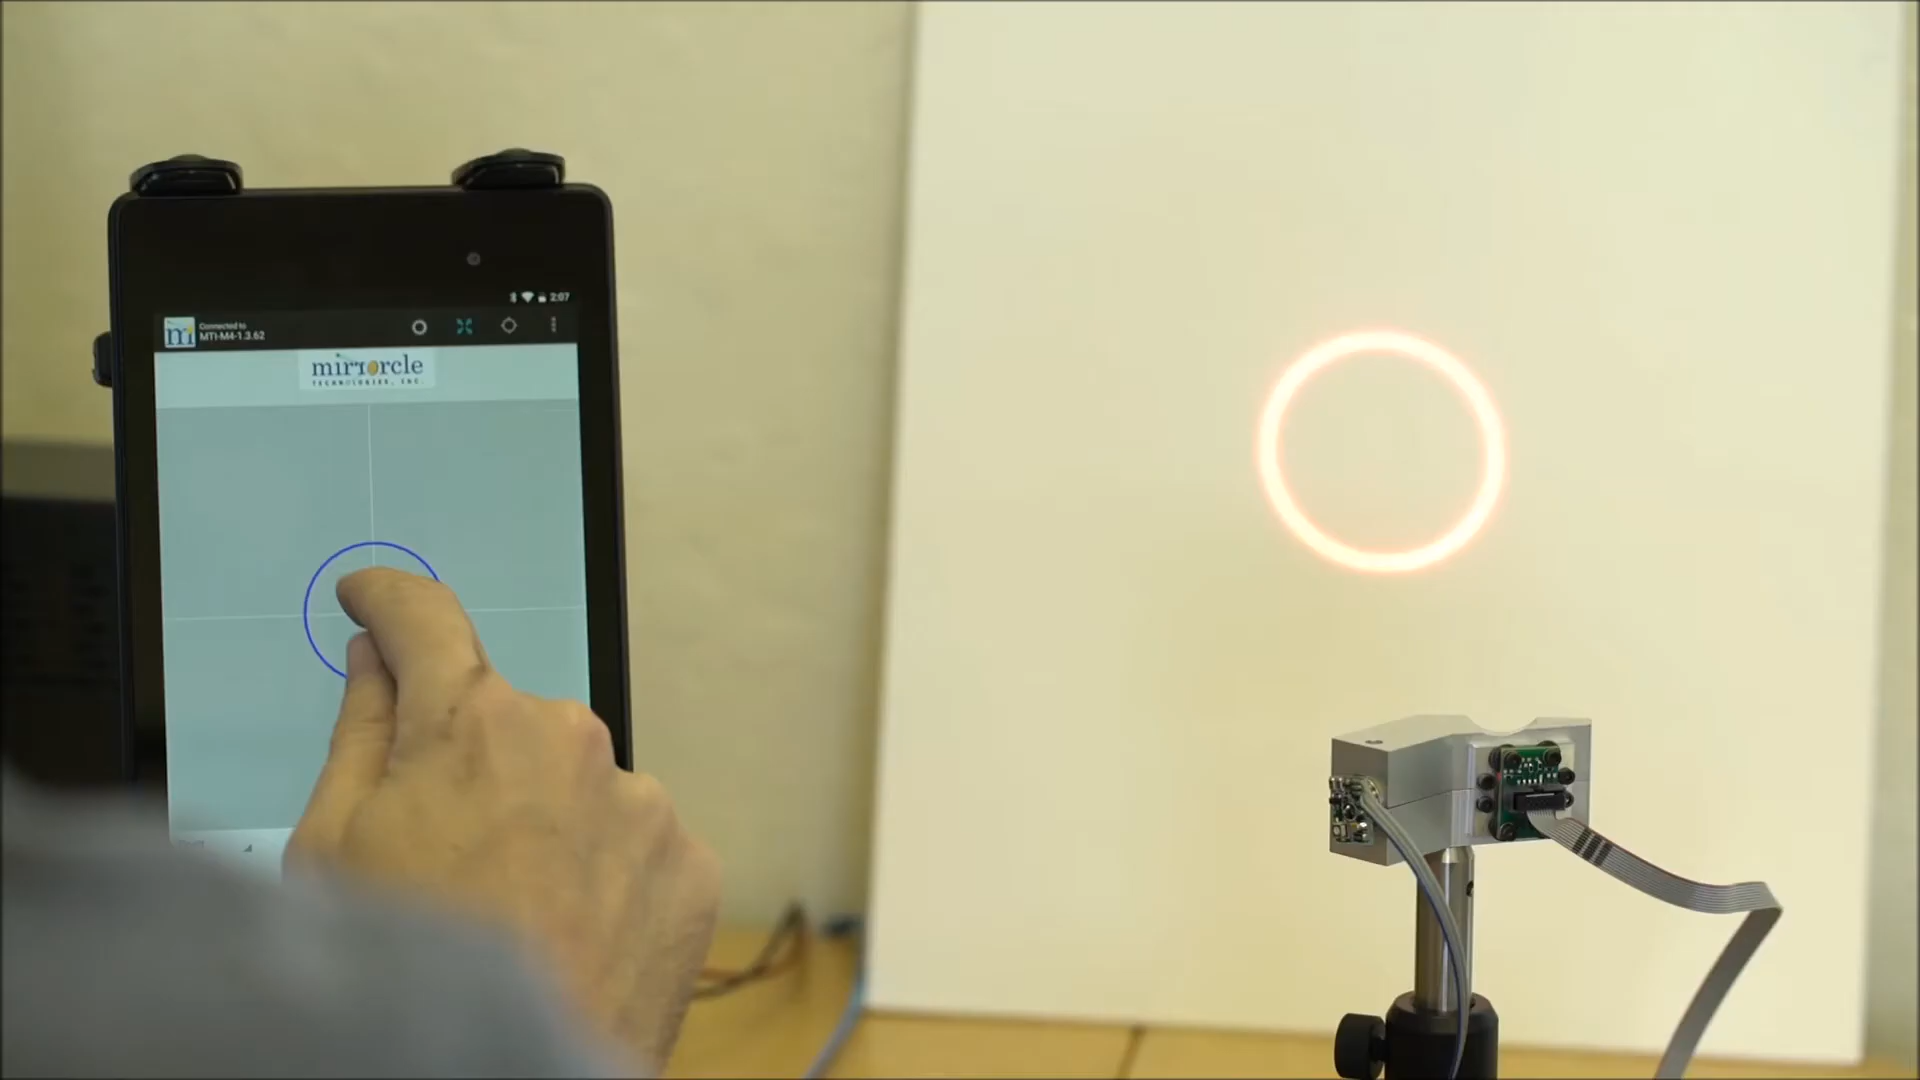 2:07
Connected to
MTI-M4-1.3.62
mirrorcle
TECHNOLOGIES, INC.